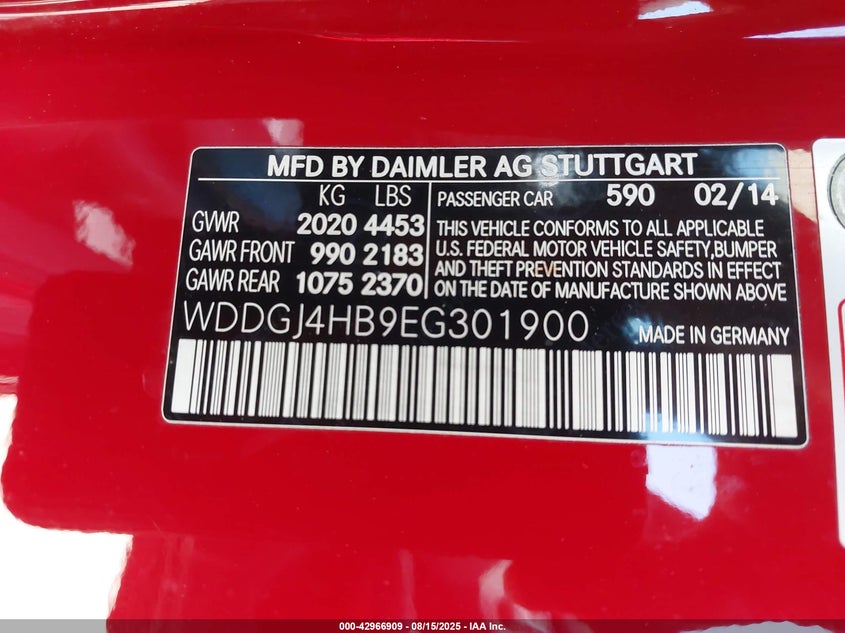 MFD BY DAIMLER AG STUTTGART
KG LBS
GVWR 2020 4453
GAWR FRONT 990 2183
GAWR REAR 1075 2370
PASSENGER CAR 590 02/14
THIS VEHICLE CONFORMS TO ALL APPLICABLE
U.S. FEDERAL MOTOR VEHICLE SAFETY,BUMPER
AND THEFT PREVENTION STANDARDS IN EFFECT
ON THE DATE OF MANUFACTURE SHOWN ABOVE
WDDGJ4HB9EG301900 MADE IN GERMANY
000-42966909 - 08/15/2025 - IAA Inc.